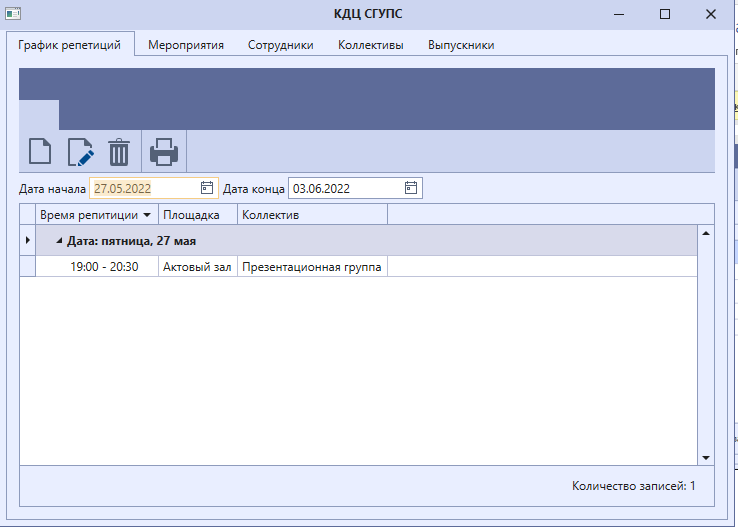 КДЦ СГУПС
График репетиций Мероприятия Сотрудники Коллективы Выпускники
Дата начала 27.05.2022 Дата конца 03.06.2022
Время репитиции Площадка Коллектив
Дата: пятница, 27 мая
19:00 - 20:30 Актовый зал Презентационная группа
Количество записей: 1